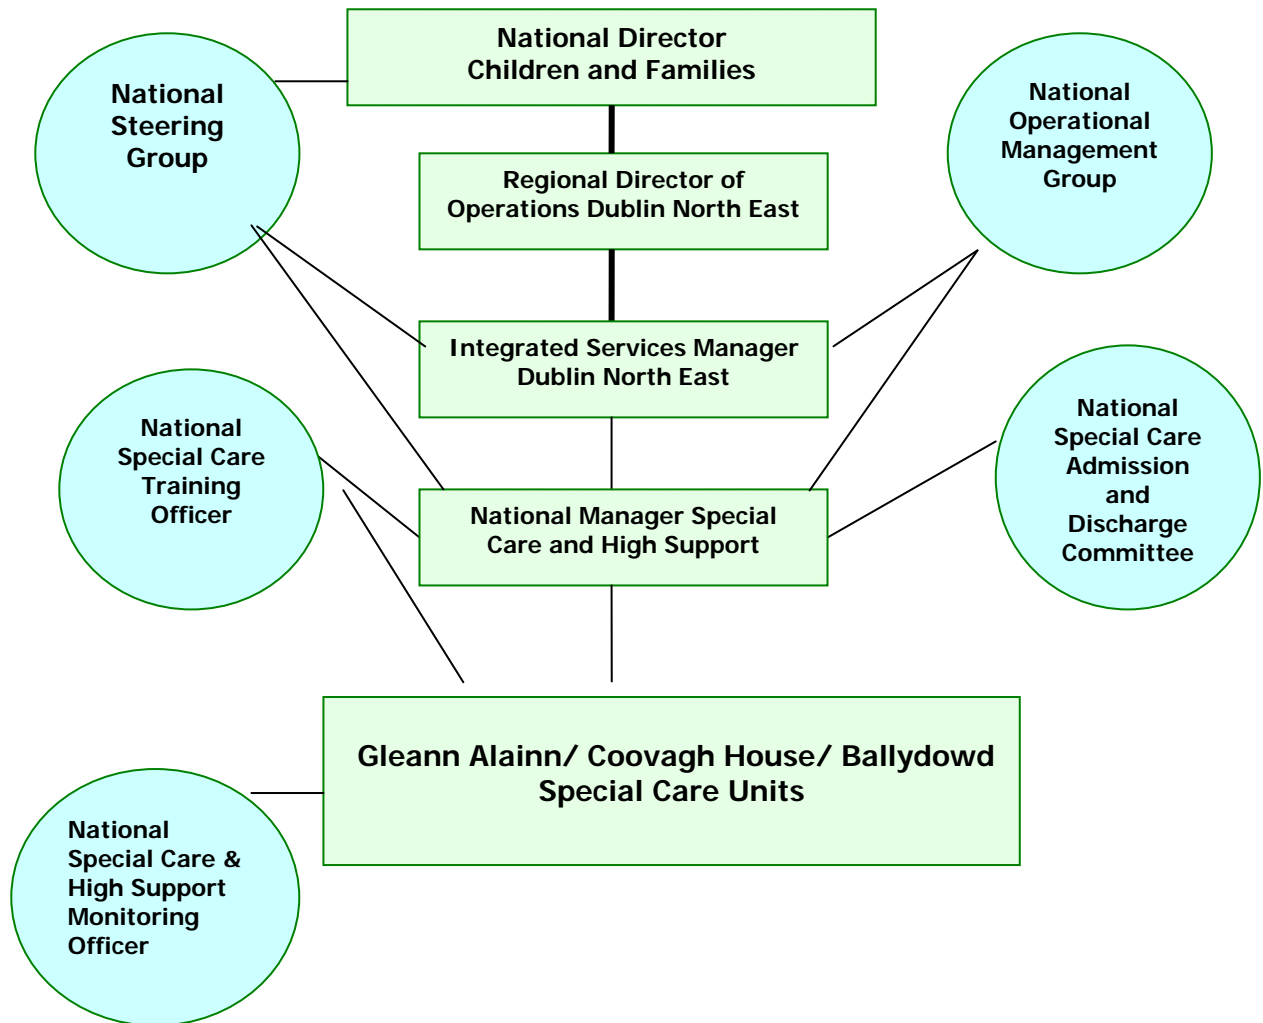 National Director
Children and Families
National
Steering
Group
National
Operational
Management
Group
Regional Director of
Operations Dublin North East
Integrated Services Manager
Dublin North East
National
Special Care
Training
Officer
National
Special Care
Admission
and
Discharge
Committee
National Manager Special
Care and High Support
Gleann Alainn/ Coovagh House/ Ballydowd
Special Care Units
National
Special Care &
High Support
Monitoring
Officer